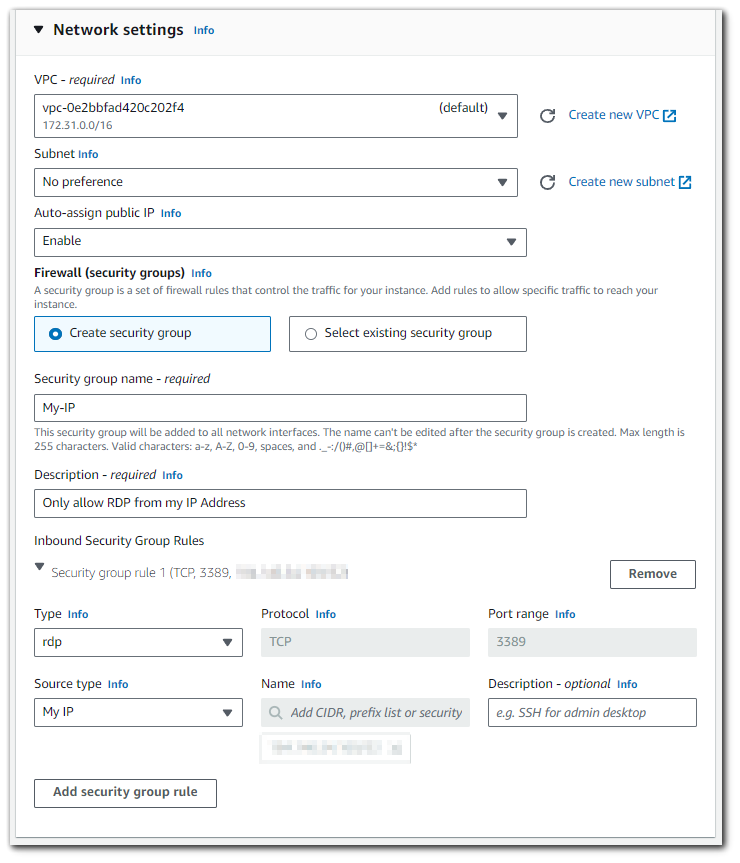 Network settings Info
VPC - required Info
vpc-0e2bbfad420c202f4 (default)
172.31.0.0/16
Create new VPC
Subnet Info
No preference
Create new subnet
Auto-assign public IP Info
Enable
Firewall (security groups) Info
A security group is a set of firewall rules that control the traffic for your instance. Add rules to allow specific traffic to reach your
instance.
Create security group
Select existing security group
Security group name - required
My-IP
This security group will be added to all network interfaces. The name can't be edited after the security group is created. Max length is
255 characters. Valid characters: a-z, A-Z, 0-9, spaces, and ._-:/()#,@[]+=&;{}!$*
Description - required Info
Only allow RDP from my IP Address
Inbound Security Group Rules
Security group rule 1 (TCP, 3389,
Remove
Type Info Protocol Info Port range Info
rdp TCP 3389
Source type Info Name Info Description - optional Info
My IP Add CIDR, prefix list or security e.g. SSH for admin desktop
Add security group rule